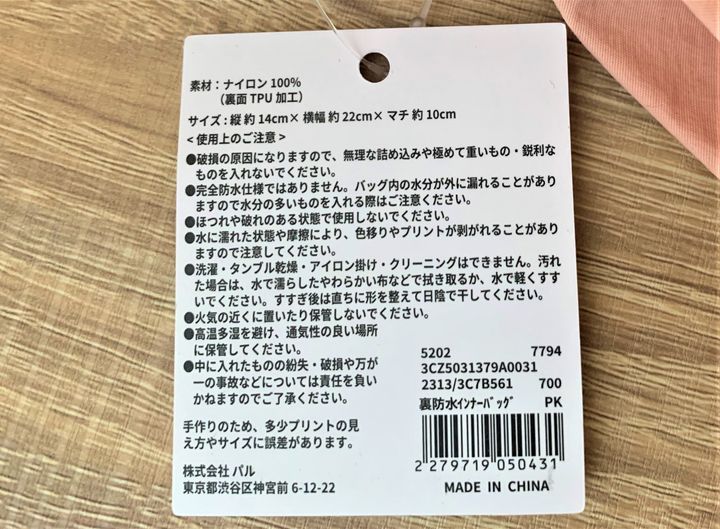 素材：ナイロン 100%
（裏面 TPU 加工）
サイズ：縦 約 14cm× 横幅 約 22cm× マチ 約 10cm
< 使用上のご注意 >
●破損の原因になりますので、無理な詰め込みや極めて重いもの・鋭利な
ものを入れないでください。
●完全防水仕様ではありません。バッグ内の水分が外に漏れることがあり
ますので水分の多いものを入れる際はご注意ください。
●ほつれや破れのある状態で使用しないでください。
●水に濡れた状態や摩擦により、色移りやプリントが剥がれることがあり
ますので注意してください。
●洗濯・タンブル乾燥・アイロン掛け・クリーニングはできません。汚れ
た場合は、水で濡らしたやわらかい布などで拭き取るか、水で軽くすす
いでください。すすぎ後は直ちに形を整えて日陰で干してください。
●火気の近くに置いたり保管しないでください。
●高温多湿を避け、通気性の良い場所
に保管してください。
●中に入れたものの紛失・破損や万が
一の事故などについては責任を負い
かねますのでご了承ください。
手作りのため、多少プリントの見
え方やサイズに誤差があります。
株式会社 パル
東京都渋谷区神宮前 6-12-22
5202 7794
3CZ5031379A0031
2313/3C7B561 700
裏防水ｲﾝﾅｰﾊﾞｯｸﾞ PK
2 279719 050431
MADE IN CHINA